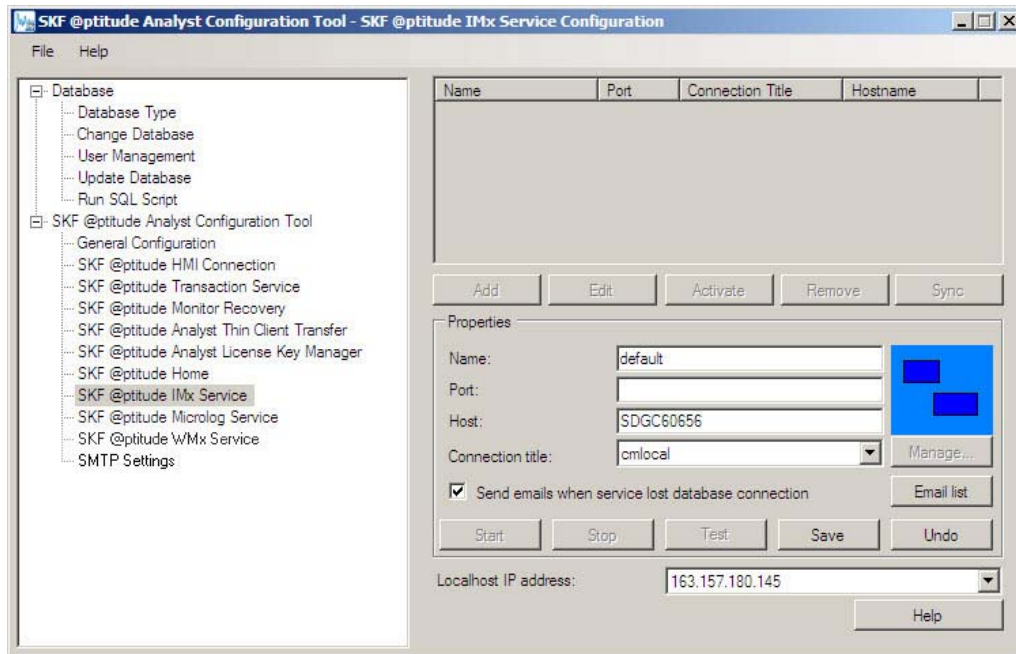 SKF @ptitude Analyst Configuration Tool - SKF @ptitude IMx Service Configuration
File Help
Database
Database Type
Change Database
User Management
Update Database
Run SQL Script
SKF @ptitude Analyst Configuration Tool
General Configuration
SKF @ptitude HMI Connection
SKF @ptitude Transaction Service
SKF @ptitude Monitor Recovery
SKF @ptitude Analyst Thin Client Transfer
SKF @ptitude Analyst License Key Manager
SKF @ptitude Home
SKF @ptitude IMx Service
SKF @ptitude Microlog Service
SKF @ptitude WMx Service
SMTP Settings
Name Port Connection Title Hostname
Add Edit Activate Remove Sync
Properties
Name: default
Port:
Host: SDGC60656
Connection title: cmlocal Manage...
Send emails when service lost database connection Email list
Start Stop Test Save Undo
Localhost IP address: 163.157.180.145
Help